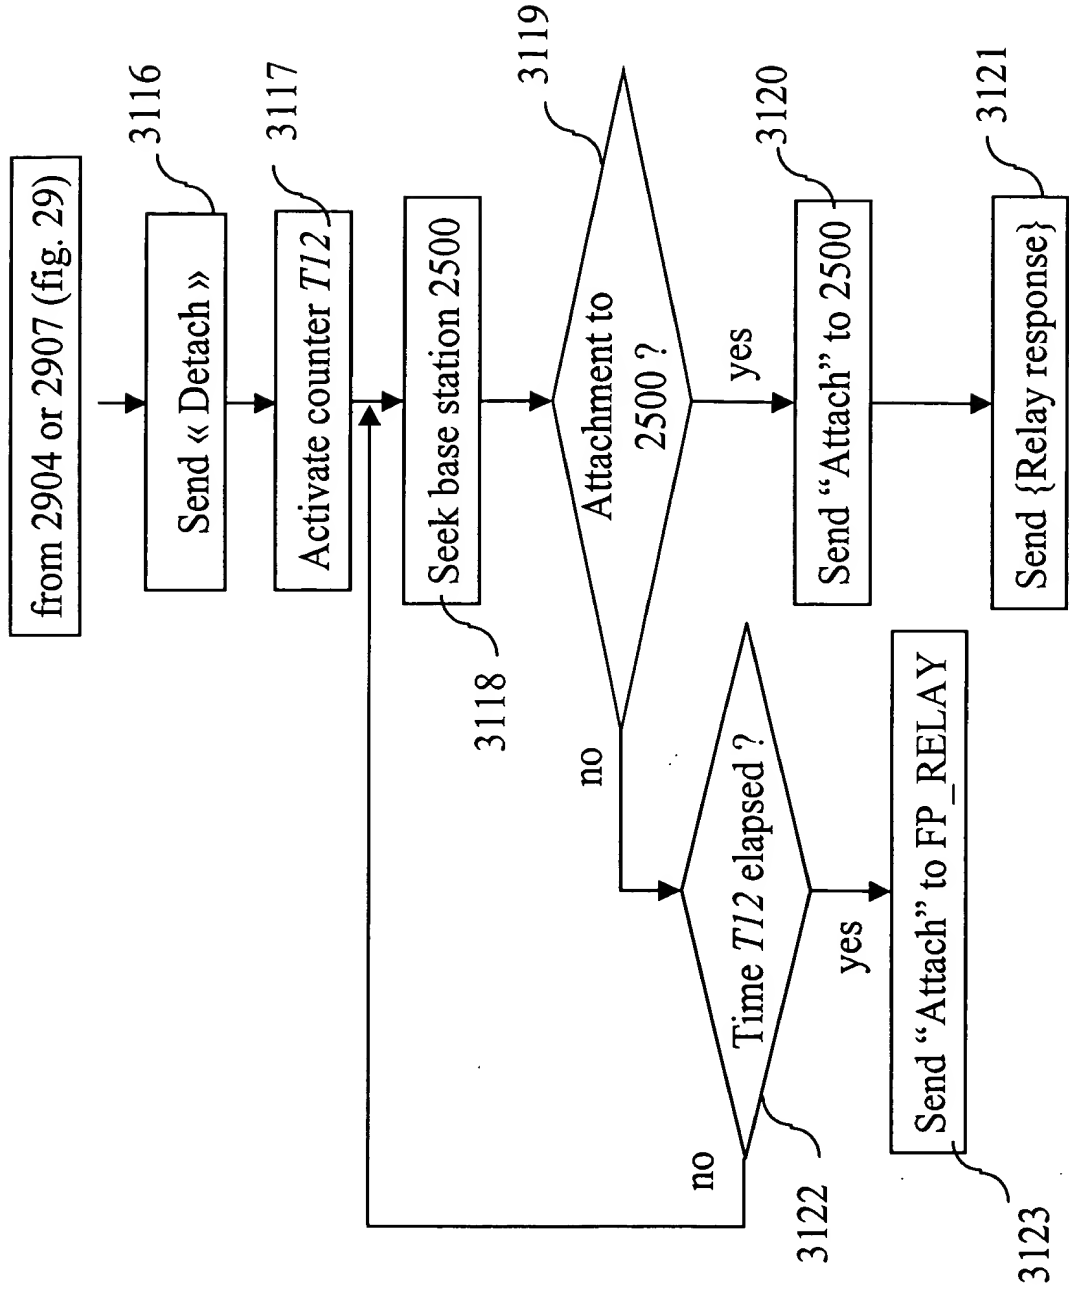 from 2904 or 2907 (fig. 29)
3116
Send « Detach »
3117
Activate counter T12
Seek base station 2500
3118
3119
Attachment to
2500 ?
no
yes
3120
Send “Attach” to 2500
3121
Send {Relay response}
Time T12 elapsed ?
no
yes
3122
Send “Attach” to FP_RELAY
3123